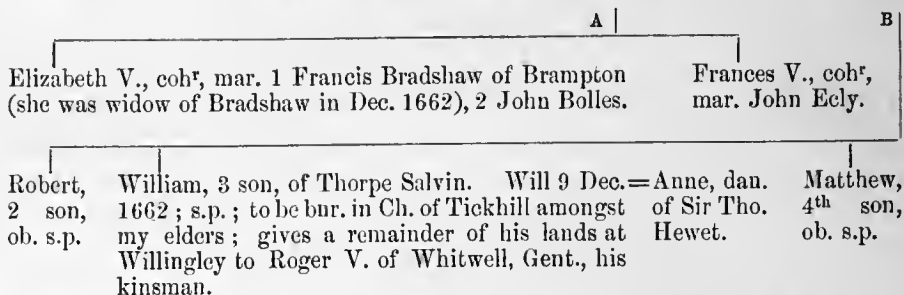 A B
Elizabeth V., cohʳ, mar. 1 Francis Bradshaw of Brampton
(she was widow of Bradshaw in Dec. 1662), 2 John Bolles.
Frances V., cohʳ,
mar. John Ecly.
Robert,
2 son,
ob. s.p.
William, 3 son, of Thorpe Salvin. Will 9 Dec.=
1662 ; s.p. ; to be bur. in Ch. of Tickhill amongst
my elders ; gives a remainder of his lands at
Willingley to Roger V. of Whitwell, Gent., his
kinsman.
Anne, dau.
of Sir Tho.
Hewet.
Matthew,
4ᵗʰ son,
ob. s.p.